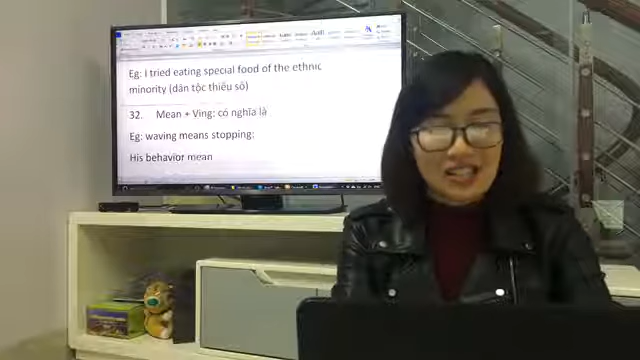 Eg: I tried eating special food of the ethnic
minority (dân tộc thiểu số)
32. Mean + Ving: có nghĩa là
Eg: waving means stopping:
His behavior mean